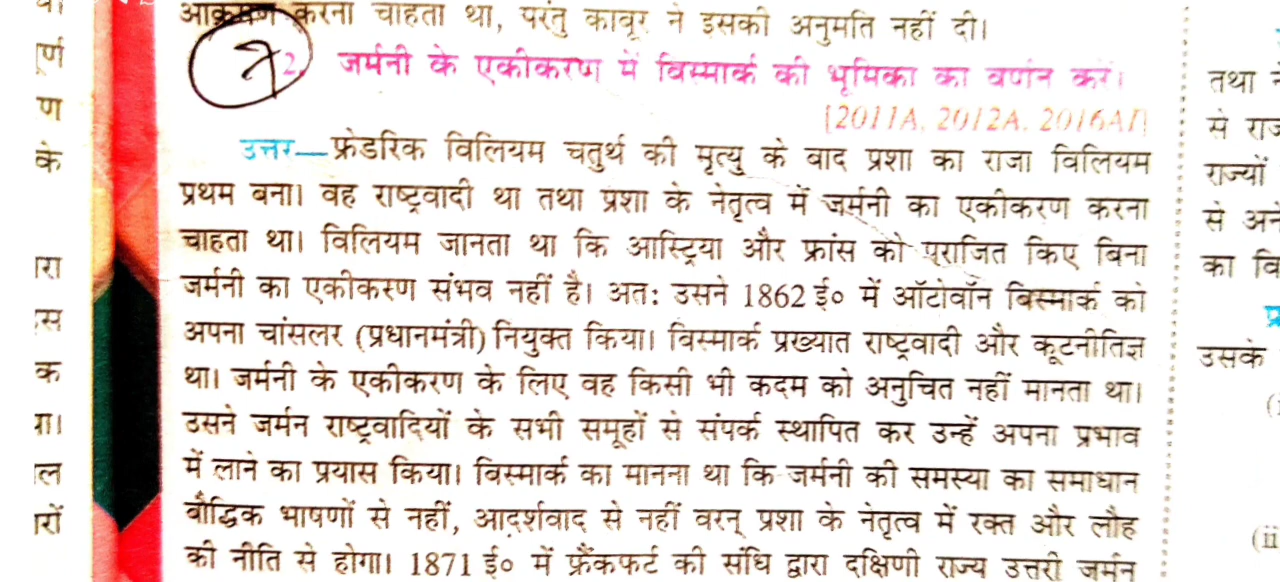 आक्रमण करना चाहता था, परंतु कावूर ने इसकी अनुमति नहीं दी।
2. जर्मनी के एकीकरण में विस्मार्क की भूमिका का वर्णन करें।
[2011A, 2012A, 2016AI]
उत्तर—फ्रेडरिक विलियम चतुर्थ की मृत्यु के बाद प्रशा का राजा विलियम
प्रथम बना। वह राष्ट्रवादी था तथा प्रशा के नेतृत्व में जर्मनी का एकीकरण करना
चाहता था। विलियम जानता था कि आस्ट्रिया और फ्रांस को पराजित किए बिना
जर्मनी का एकीकरण संभव नहीं है। अतः उसने 1862 ई० में ऑटोवॉन बिस्मार्क को
अपना चांसलर (प्रधानमंत्री) नियुक्त किया। विस्मार्क प्रख्यात राष्ट्रवादी और कूटनीतिज्ञ
था। जर्मनी के एकीकरण के लिए वह किसी भी कदम को अनुचित नहीं मानता था।
उसने जर्मन राष्ट्रवादियों के सभी समूहों से संपर्क स्थापित कर उन्हें अपना प्रभाव
में लाने का प्रयास किया। विस्मार्क का मानना था कि जर्मनी की समस्या का समाधान
बौद्धिक भाषणों से नहीं, आदर्शवाद से नहीं वरन् प्रशा के नेतृत्व में रक्त और लौह
की नीति से होगा। 1871 ई० में फ्रैंकफर्ट की संधि द्वारा दक्षिणी राज्य उत्तरी जर्मन
ण
के
क
तथा
से
राज्यों
से
का
उसके
(ii